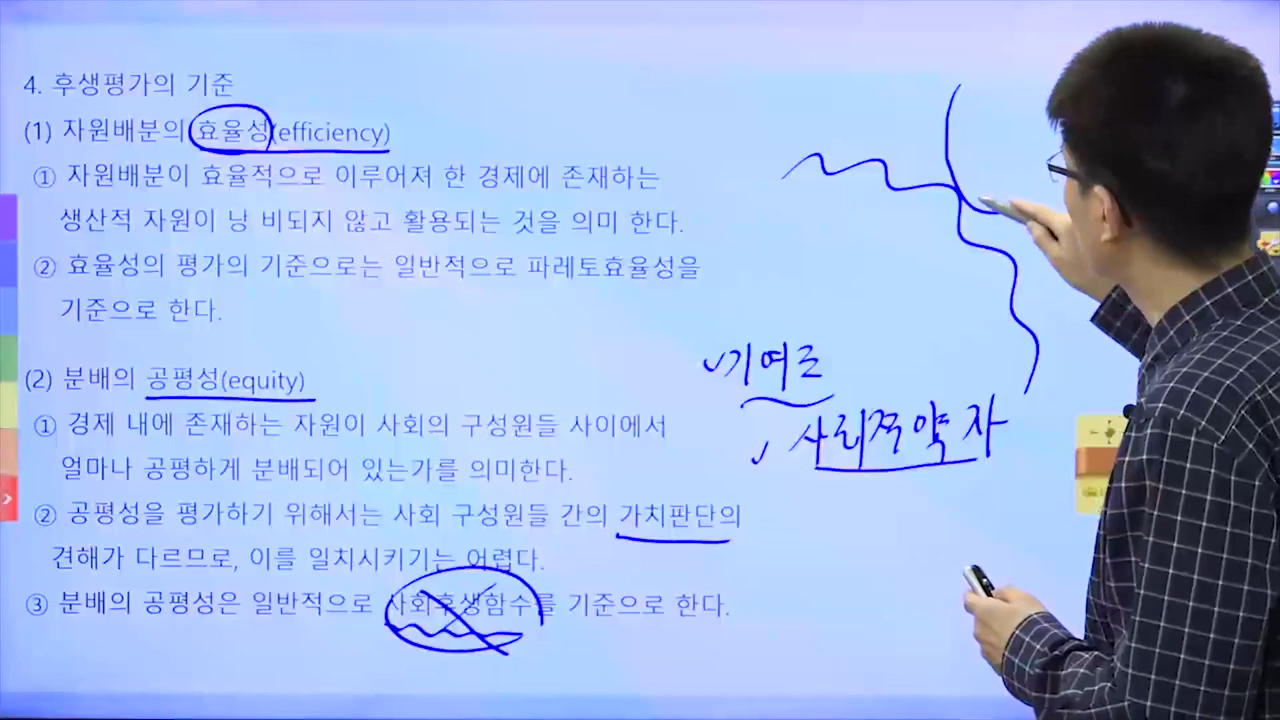 4. 후생평가의 기준
(1) 자원배분의 효율성(efficiency)
① 자원배분이 효율적으로 이루어져 한 경제에 존재하는
생산적 자원이 낭 비되지 않고 활용되는 것을 의미 한다.
② 효율성의 평가의 기준으로는 일반적으로 파레토효율성을
기준으로 한다.
(2) 분배의 공평성(equity)
① 경제 내에 존재하는 자원이 사회의 구성원들 사이에서
얼마나 공평하게 분배되어 있는가를 의미한다.
② 공평성을 평가하기 위해서는 사회 구성원들 간의 가치판단의
견해가 다르므로, 이를 일치시키기는 어렵다.
③ 분배의 공평성은 일반적으로 사회후생함수를 기준으로 한다.
기여도
사회적약자